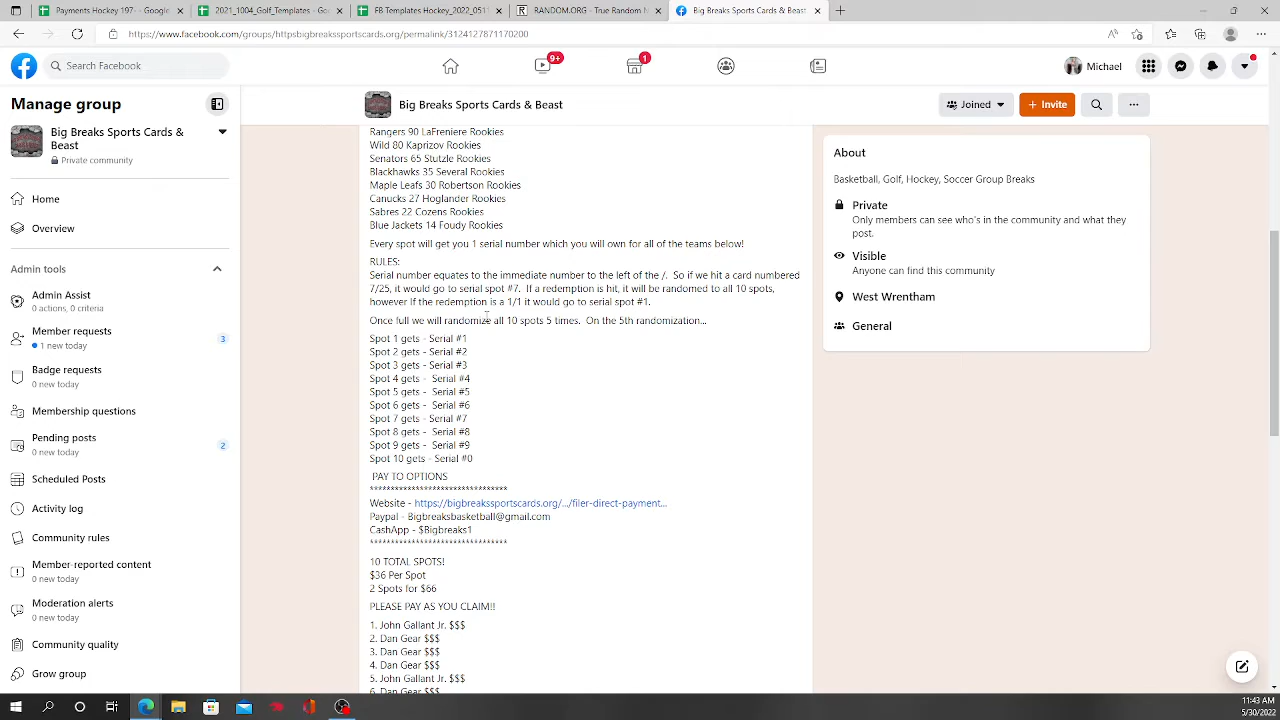 Payments Hockey 197 - Google
2021_1004_Golf_Templates - Go
PB Templates Hockey_2022_051
RANDOM.ORG - True Random N
Big Breaks Sports Cards & Beast
https://www.facebook.com/groups/httpsbigbreakssportscards.org/permalink/3124127871170200
Search Facebook
9+
1
Michael
Manage group
Big Breaks Sports Cards & Beast
Joined
+ Invite
Big Breaks Sports Cards &
Beast
Private community
Home
Overview
Admin tools
Admin Assist
0 actions, 0 criteria
Member requests
1 new today
3
Badge requests
0 new today
Membership questions
Pending posts
0 new today
2
Scheduled Posts
Activity log
Community rules
Member-reported content
0 new today
Moderation alerts
0 new today
Community quality
Grow group
Rangers 90 LaFreniere Rookies
Wild 80 Kaprizov Rookies
Senators 65 Stutzle Rookies
Blackhawks 35 Several Rookies
Maple Leafs 30 Robertson Rookies
Canucks 27 Hoglander Rookies
Sabres 22 Cozens Rookies
Blue Jackets 14 Foudy Rookies
Every spot will get you 1 serial number which you will own for all of the teams below!
RULES:
Serial number equates to the immediate number to the left of the /. So if we hit a card numbered
7/25, it would go to serial spot #7. If a redemption is hit, it will be randomed to all 10 spots,
however If the redemption is a 1/1 it would go to serial spot #1.
Once full we will randomize all 10 spots 5 times. On the 5th randomization...
Spot 1 gets - Serial #1
Spot 2 gets - Serial #2
Spot 3 gets - Serial #3
Spot 4 gets - Serial #4
Spot 5 gets - Serial #5
Spot 6 gets - Serial #6
Spot 7 gets - Serial #7
Spot 8 gets - Serial #8
Spot 9 gets - Serial #9
Spot 10 gets - Serial #0
PAY TO OPTIONS
********************************
Website - https://bigbreakssportscards.org/.../filer-direct-payment...
Paypal - Bigbreaksbasketball@gmail.com
CashApp - $Bigbreaks1
********************************
10 TOTAL SPOTS!
$36 Per Spot
2 Spots for $66
PLEASE PAY AS YOU CLAIM!!
1. John Gallant Jr. $$$
2. Dan Gear $$$
3. Dan Gear $$$
4. Dan Gear $$$
5. John Gallant Jr. $$$
6. Dan Gear $$$
About
Basketball, Golf, Hockey, Soccer Group Breaks
Private
Only members can see who's in the community and what they
post.
Visible
Anyone can find this community
West Wrentham
General
11:43 AM
5/30/2022